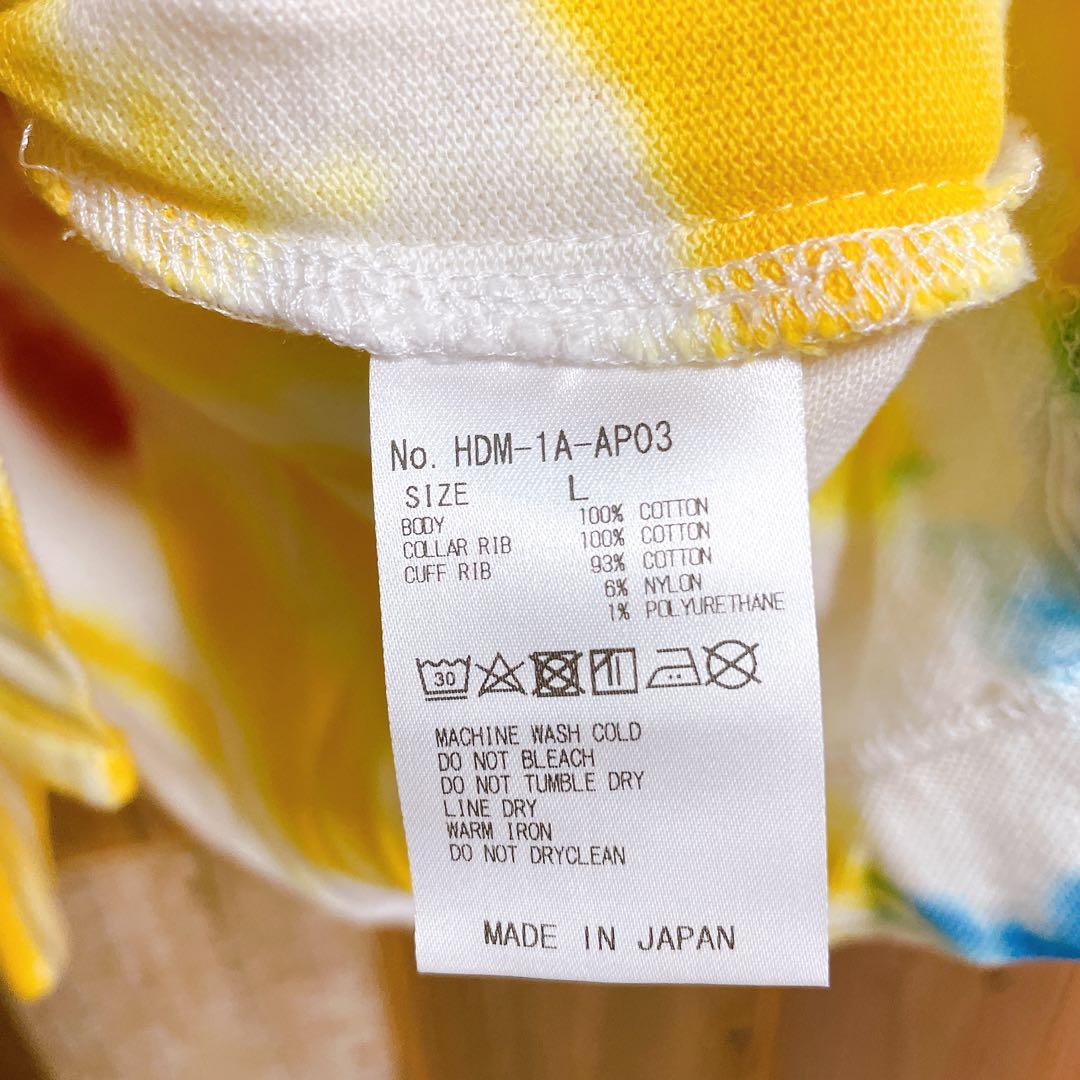 No. HDM-1A-AP03
SIZE L
BODY 100% COTTON
COLLAR RIB 100% COTTON
CUFF RIB 93% COTTON
6% NYLON
1% POLYURETHANE
30
MACHINE WASH COLD
DO NOT BLEACH
DO NOT TUMBLE DRY
LINE DRY
WARM IRON
DO NOT DRYCLEAN
MADE IN JAPAN